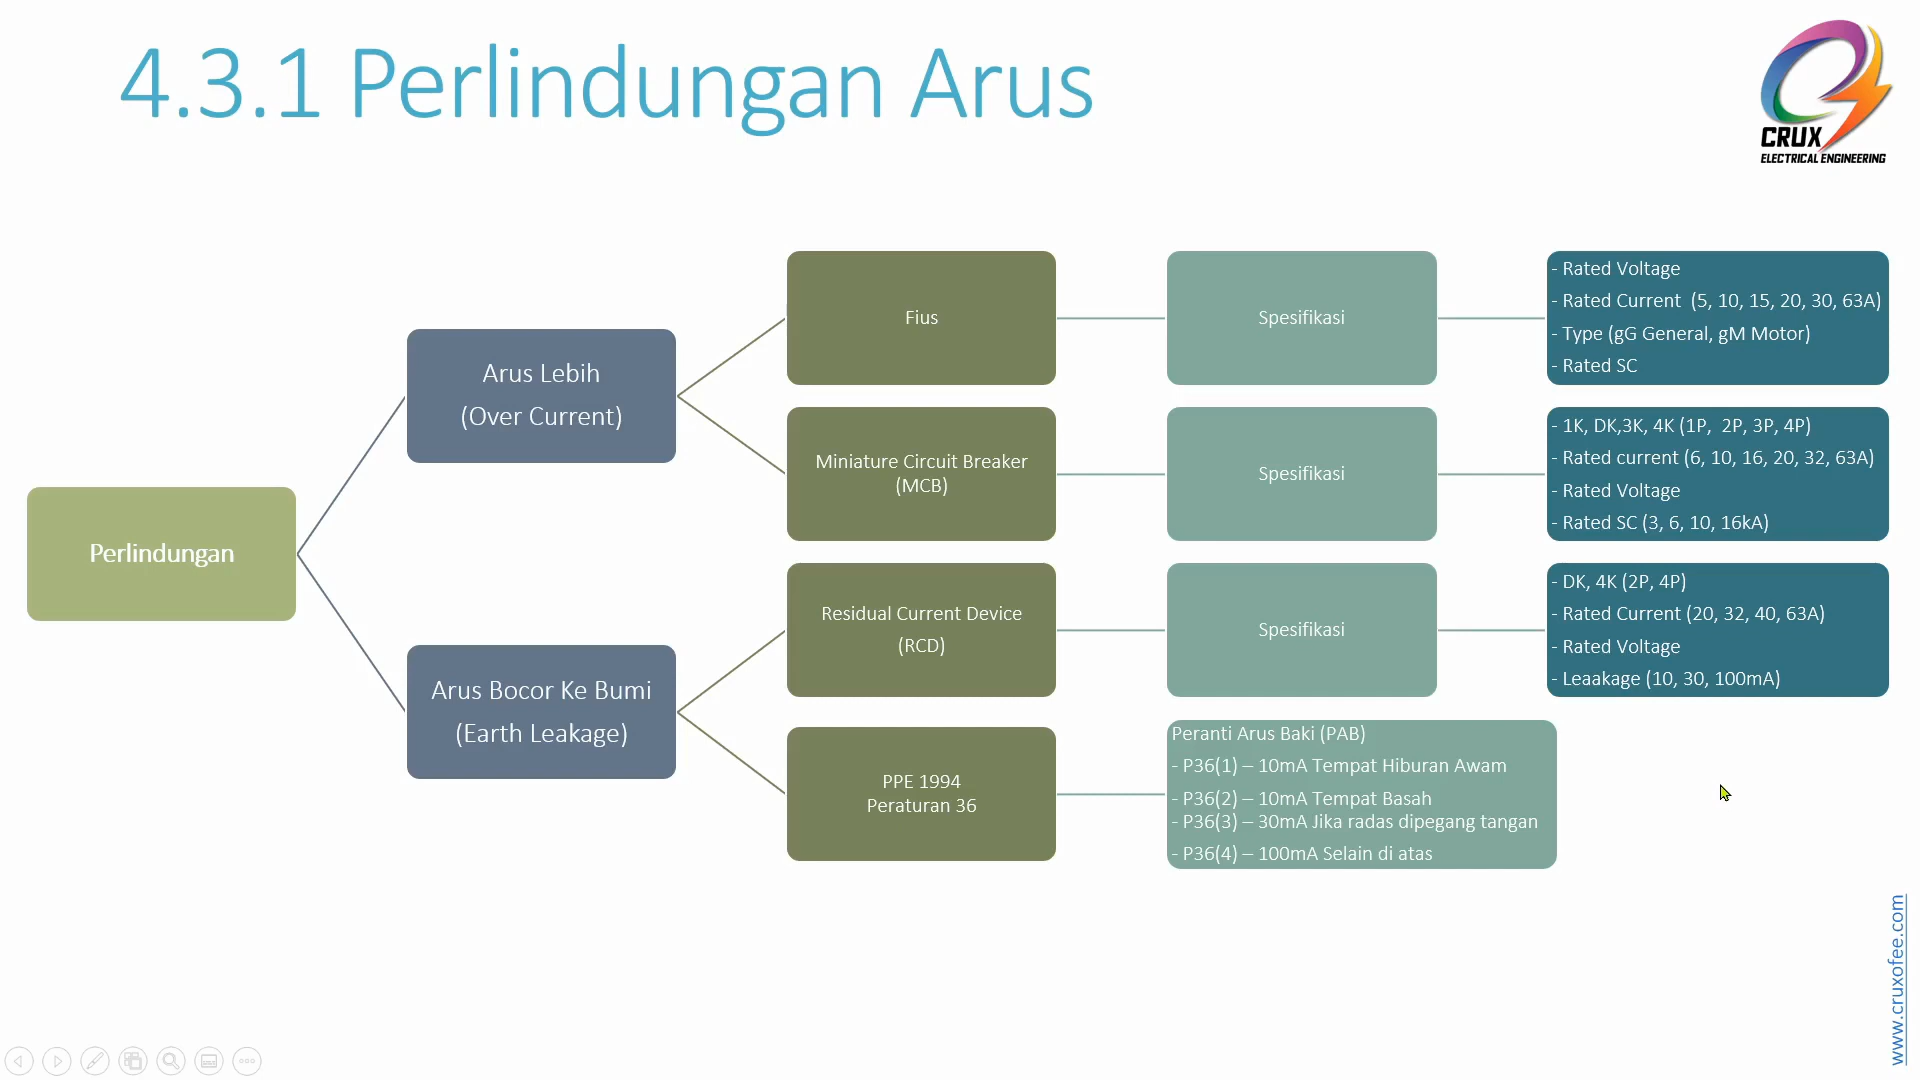 4.3.1 Perlindungan Arus
CRUX
ELECTRICAL ENGINEERING
Perlindungan
Arus Lebih
(Over Current)
Fius
Spesifikasi
- Rated Voltage
- Rated Current  (5, 10, 15, 20, 30, 63A)
- Type (gG General, gM Motor)
- Rated SC
Miniature Circuit Breaker
(MCB)
Spesifikasi
- 1K, DK,3K, 4K (1P,  2P, 3P, 4P)
- Rated current (6, 10, 16, 20, 32, 63A)
- Rated Voltage
- Rated SC (3, 6, 10, 16kA)
Arus Bocor Ke Bumi
(Earth Leakage)
Residual Current Device
(RCD)
Spesifikasi
- DK, 4K (2P, 4P)
- Rated Current (20, 32, 40, 63A)
- Rated Voltage
- Leaakage (10, 30, 100mA)
PPE 1994
Peraturan 36
Peranti Arus Baki (PAB)
- P36(1) – 10mA Tempat Hiburan Awam
- P36(2) – 10mA Tempat Basah
- P36(3) – 30mA Jika radas dipegang tangan
- P36(4) – 100mA Selain di atas
www.cruxofee.com